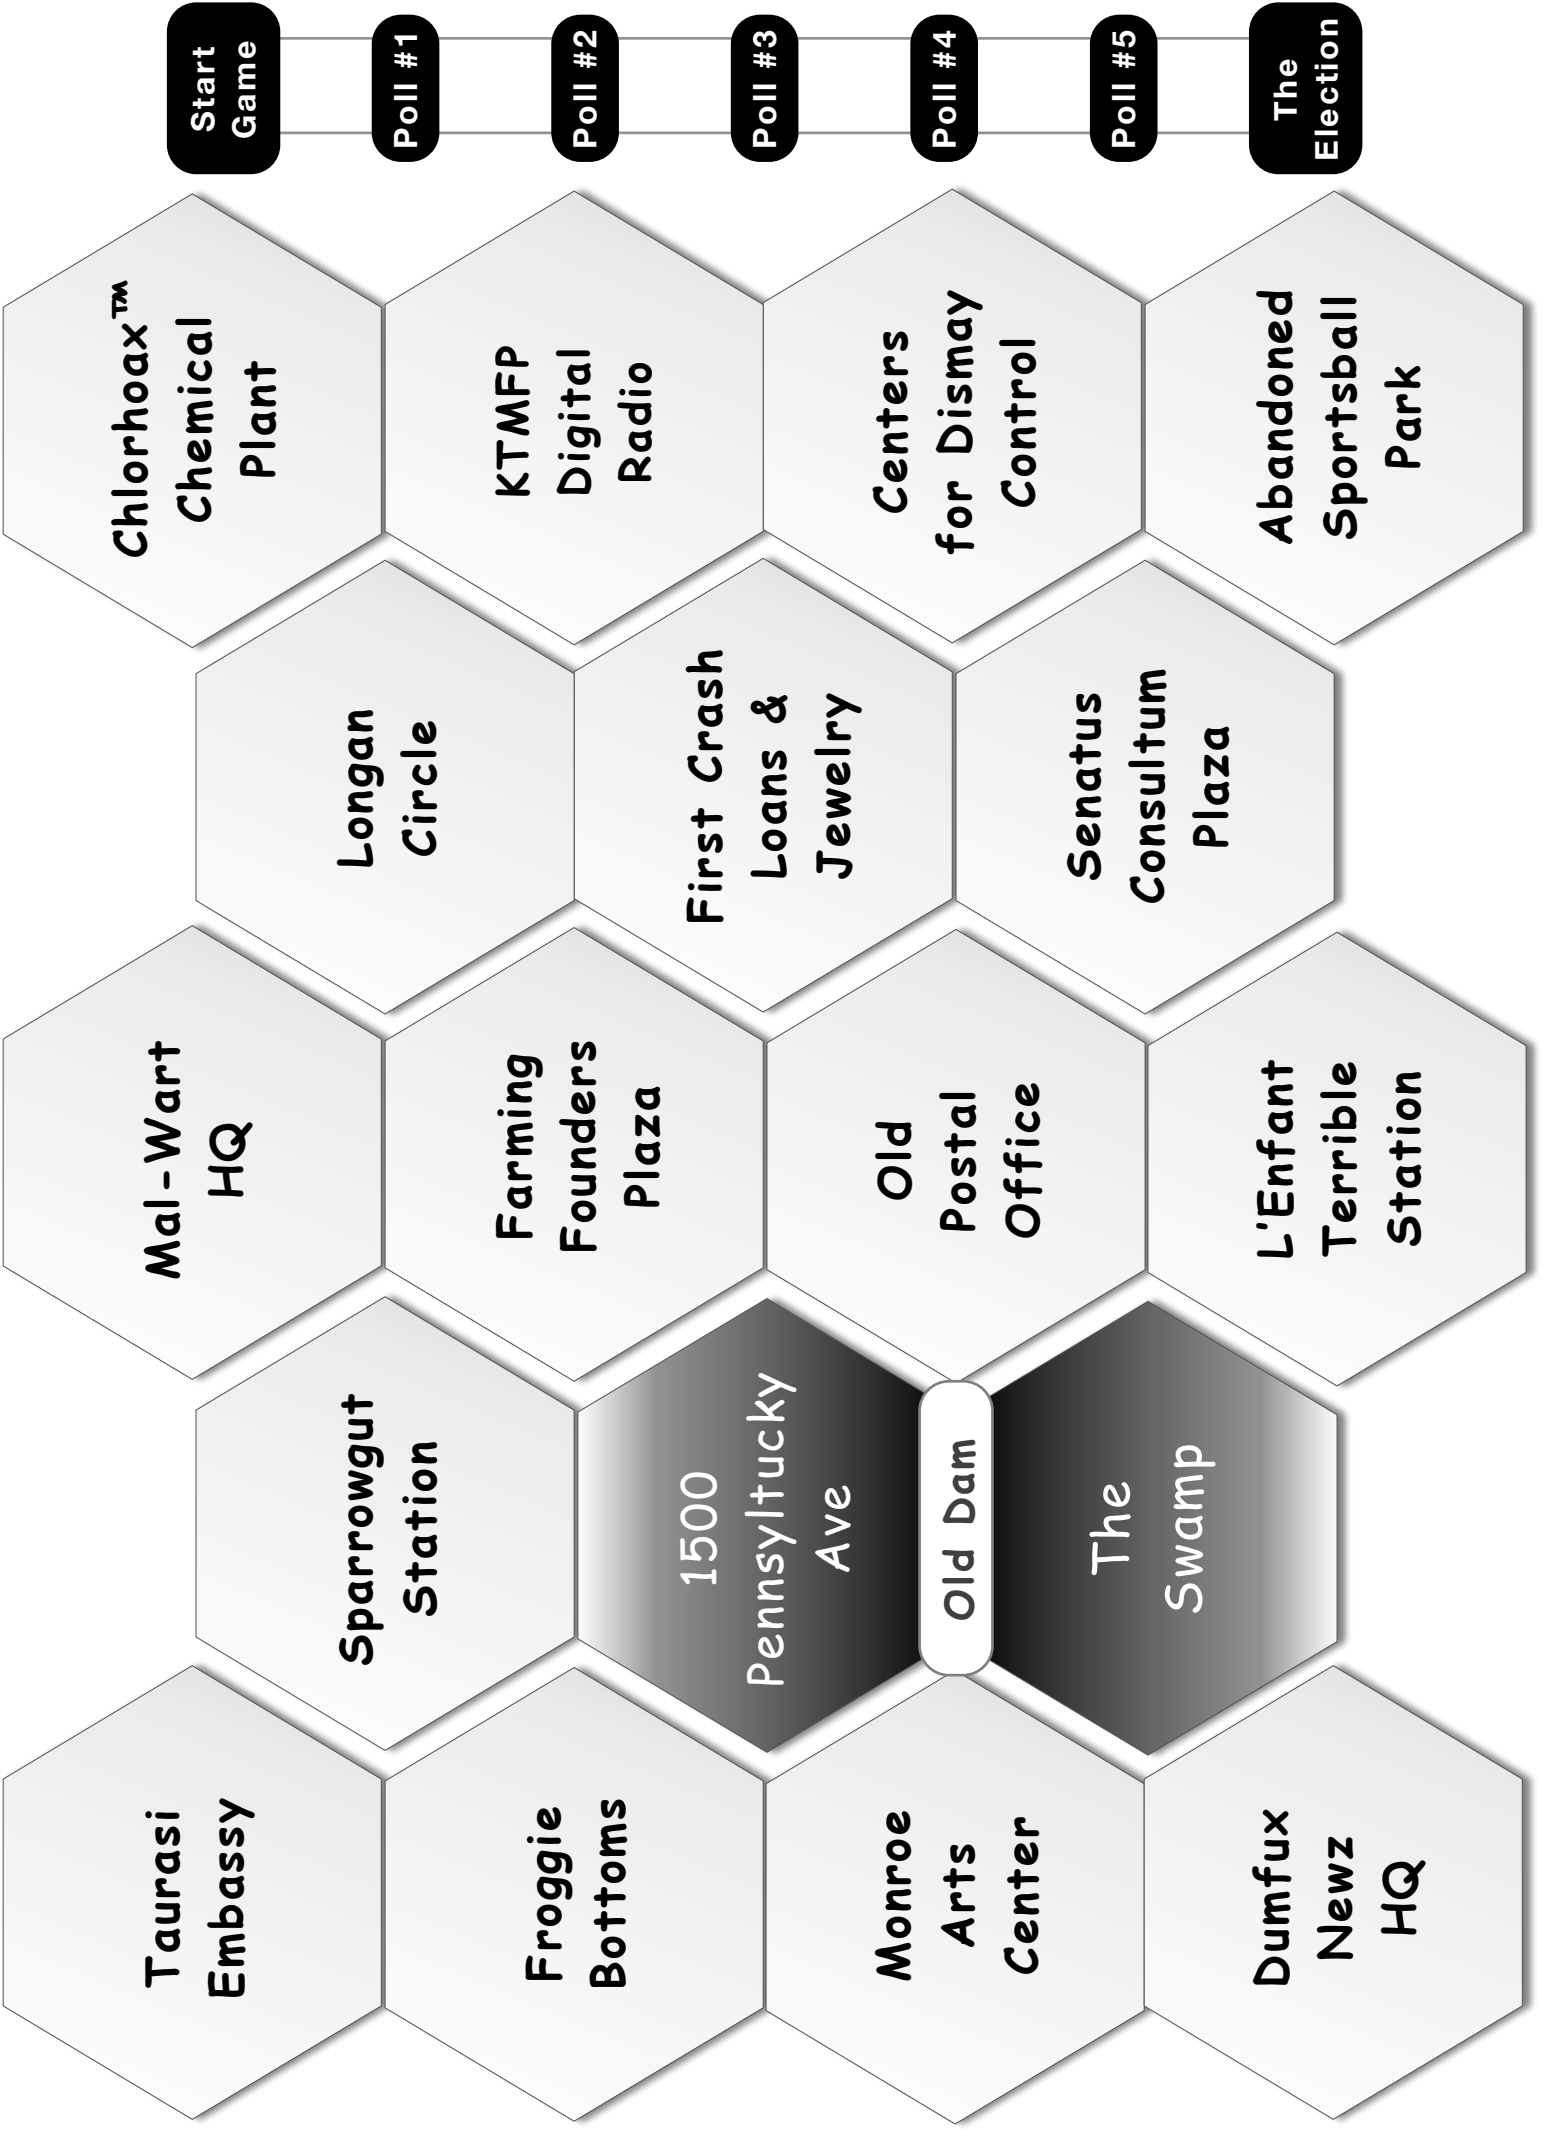 Taurasi
Embassy
Froggie
Bottoms
Monroe
Arts
Center
Dumfux
Newz
HQ
Sparrowgut
Station
1500
Pennsyltucky
Ave
Old Dam
The
Swamp
Mal-Wart
HQ
Farming
Founders
Plaza
Old
Postal
Office
L'Enfant
Terrible
Station
Longan
Circle
First Crash
Loans &
Jewelry
Senatus
Consultum
Plaza
Chlorhoax™
Chemical
Plant
KTMFP
Digital
Radio
Centers
for Dismay
Control
Abandoned
Sportsball
Park
Start
Game
Poll #1
Poll #2
Poll #3
Poll #4
Poll #5
The
Election